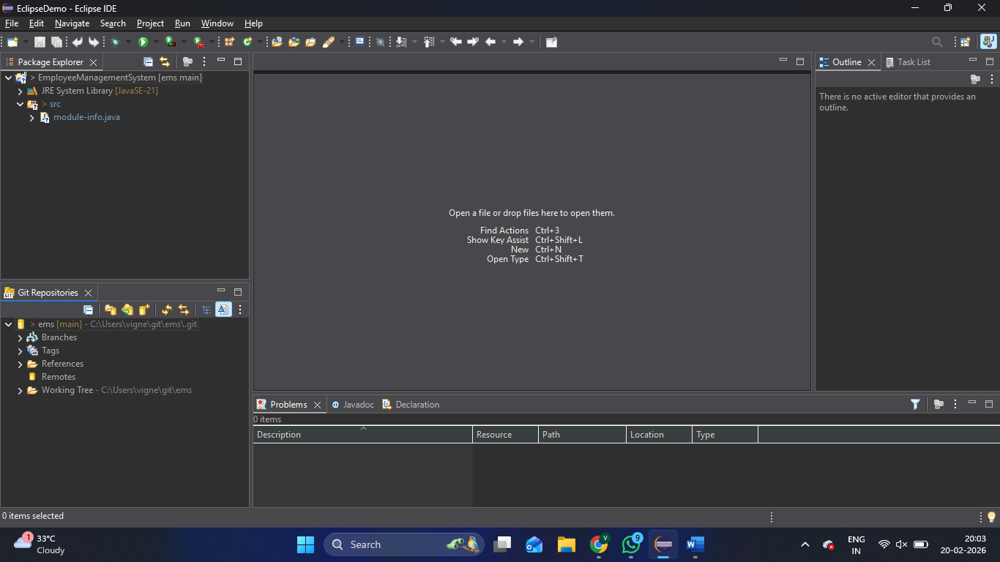 EclipseDemo - Eclipse IDE
File Edit Navigate Search Project Run Window Help
Package Explorer
> EmployeeManagementSystem [ems main]
JRE System Library [JavaSE-21]
> src
module-info.java
Git Repositories
> ems [main] - C:\Users\vigne\git\ems\.git
Branches
Tags
References
Remotes
Working Tree - C:\Users\vigne\git\ems
Open a file or drop files here to open them.
Find Actions Ctrl+3
Show Key Assist Ctrl+Shift+L
New Ctrl+N
Open Type Ctrl+Shift+T
Outline Task List
There is no active editor that provides an
outline.
Problems Javadoc Declaration
0 items
Description Resource Path Location Type
0 items selected
1
33°C
Cloudy
Search
V
9
ENG
IN
20:03
20-02-2026